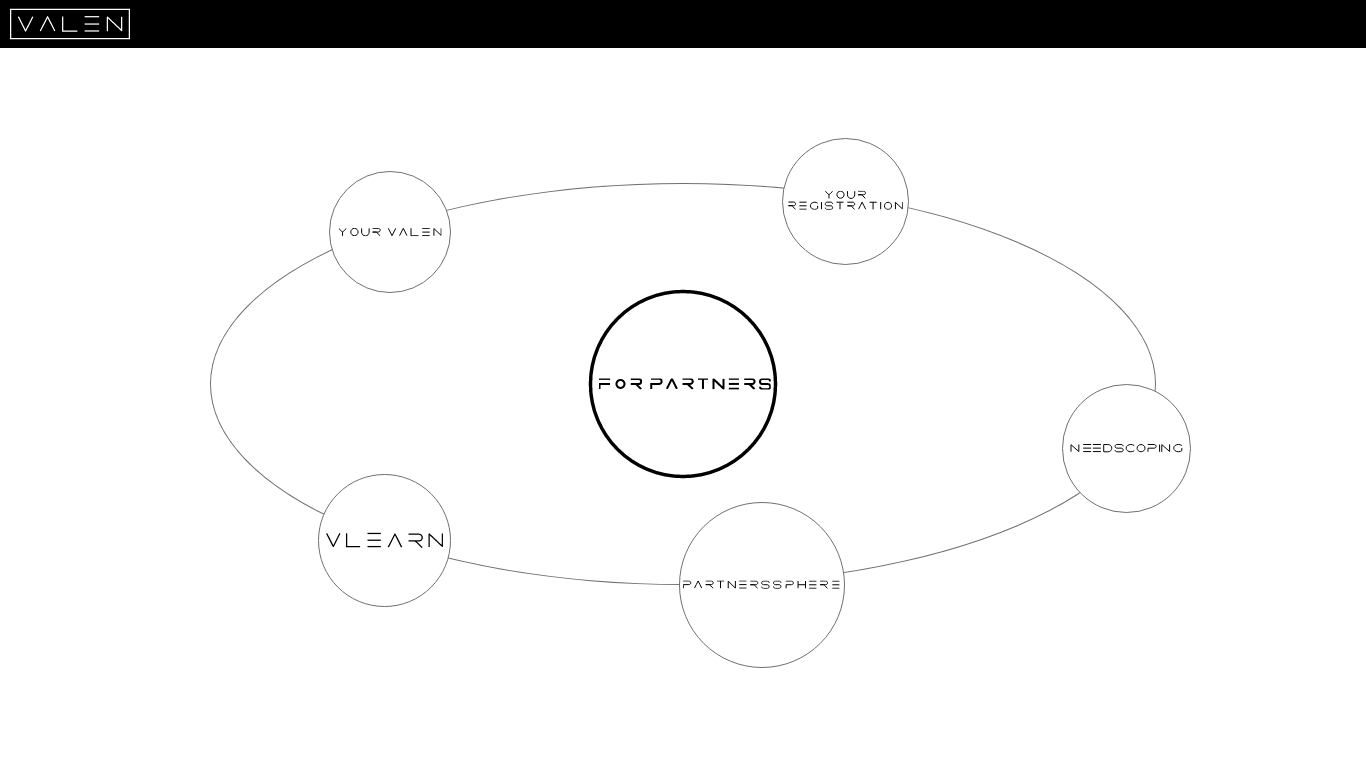 VALEN
YOUR VALEN
YOUR
REGISTRATION
FOR PARTNERS
NEEDSCOPING
VLEARN
PARTNERSSPHERE